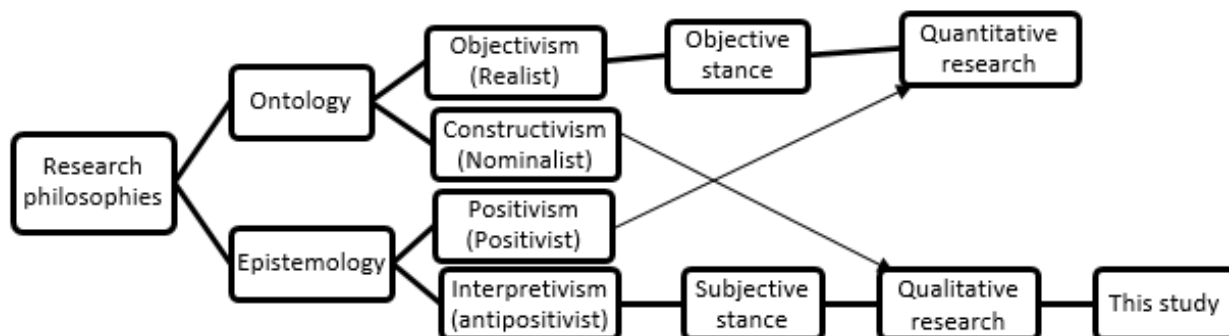 Research
philosophies
Ontology
Epistemology
Objectivism
(Realist)
Constructivism
(Nominalist)
Positivism
(Positivist)
Interpretivism
(antipositivist)
Objective
stance
Subjective
stance
Quantitative
research
Qualitative
research
This study